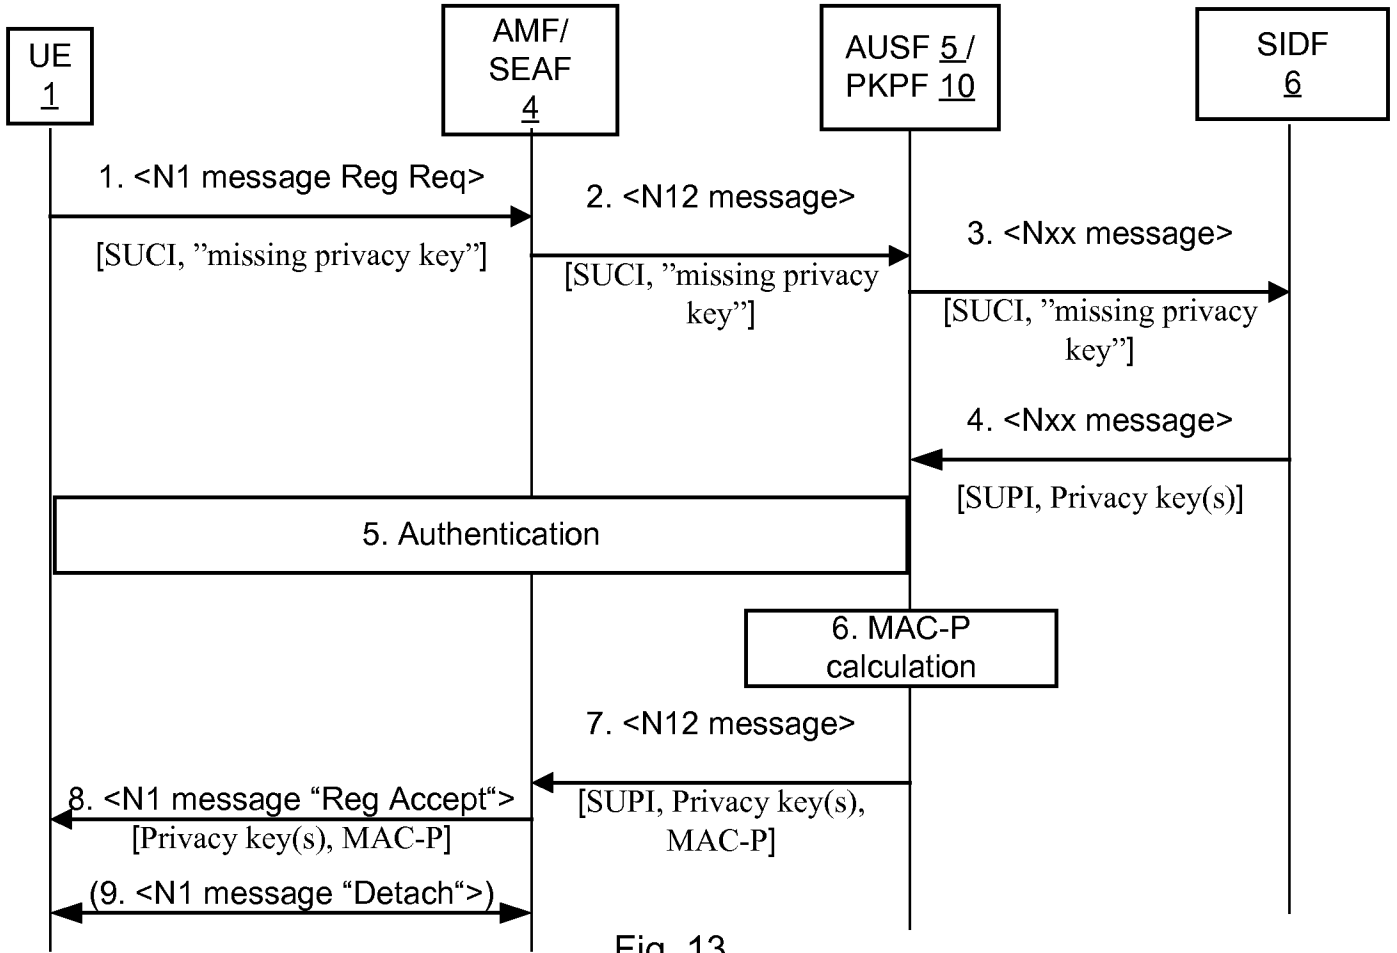 UE
1
AMF/
SEAF
4
AUSF 5 /
PKPF 10
SIDF
6
1. <N1 message Reg Req>
[SUCI, ”missing privacy key”]
2. <N12 message>
[SUCI, ”missing privacy
key”]
3. <Nxx message>
[SUCI, ”missing privacy
key”]
4. <Nxx message>
[SUPI, Privacy key(s)]
5. Authentication
6. MAC-P
calculation
7. <N12 message>
[SUPI, Privacy key(s),
MAC-P]
8. <N1 message “Reg Accept“>
[Privacy key(s), MAC-P]
(9. <N1 message “Detach“>)
Fig. 13